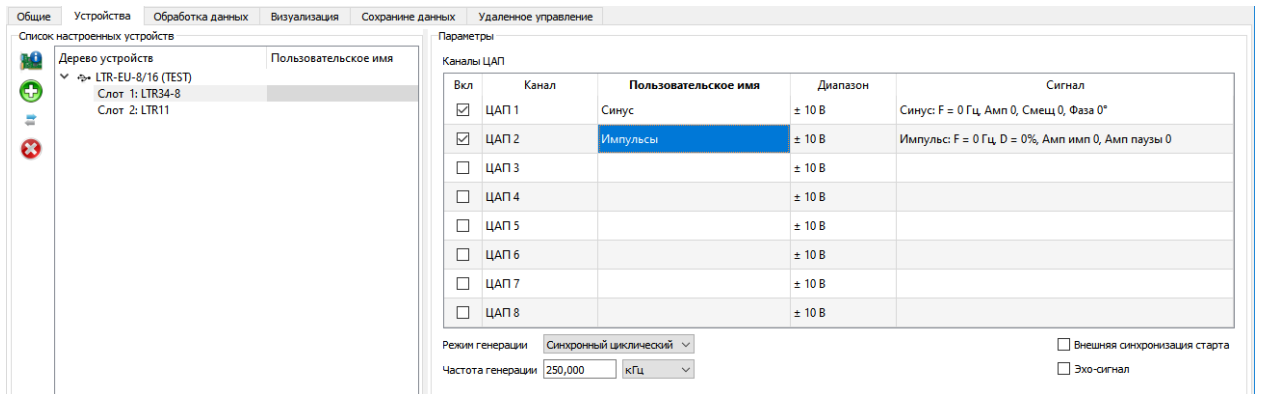 Общие Устройства Обработка данных Визуализация Сохранине данных Удаленное управление
Список настроенных устройств
Дерево устройств Пользовательское имя
LTR-EU-8/16 (TEST)
Слот 1: LTR34-8
Слот 2: LTR11
Параметры
Каналы ЦАП
Вкл Канал Пользовательское имя Диапазон Сигнал
ЦАП 1 Синус ± 10 В Синус: F = 0 Гц, Амп 0, Смещ 0, Фаза 0°
ЦАП 2 Импульсы ± 10 В Импульс: F = 0 Гц, D = 0%, Амп имп 0, Амп паузы 0
ЦАП 3 ± 10 В
ЦАП 4 ± 10 В
ЦАП 5 ± 10 В
ЦАП 6 ± 10 В
ЦАП 7 ± 10 В
ЦАП 8 ± 10 В
Режим генерации Синхронный циклический Внешняя синхронизация старта
Частота генерации 250,000 кГц Эхо-сигнал